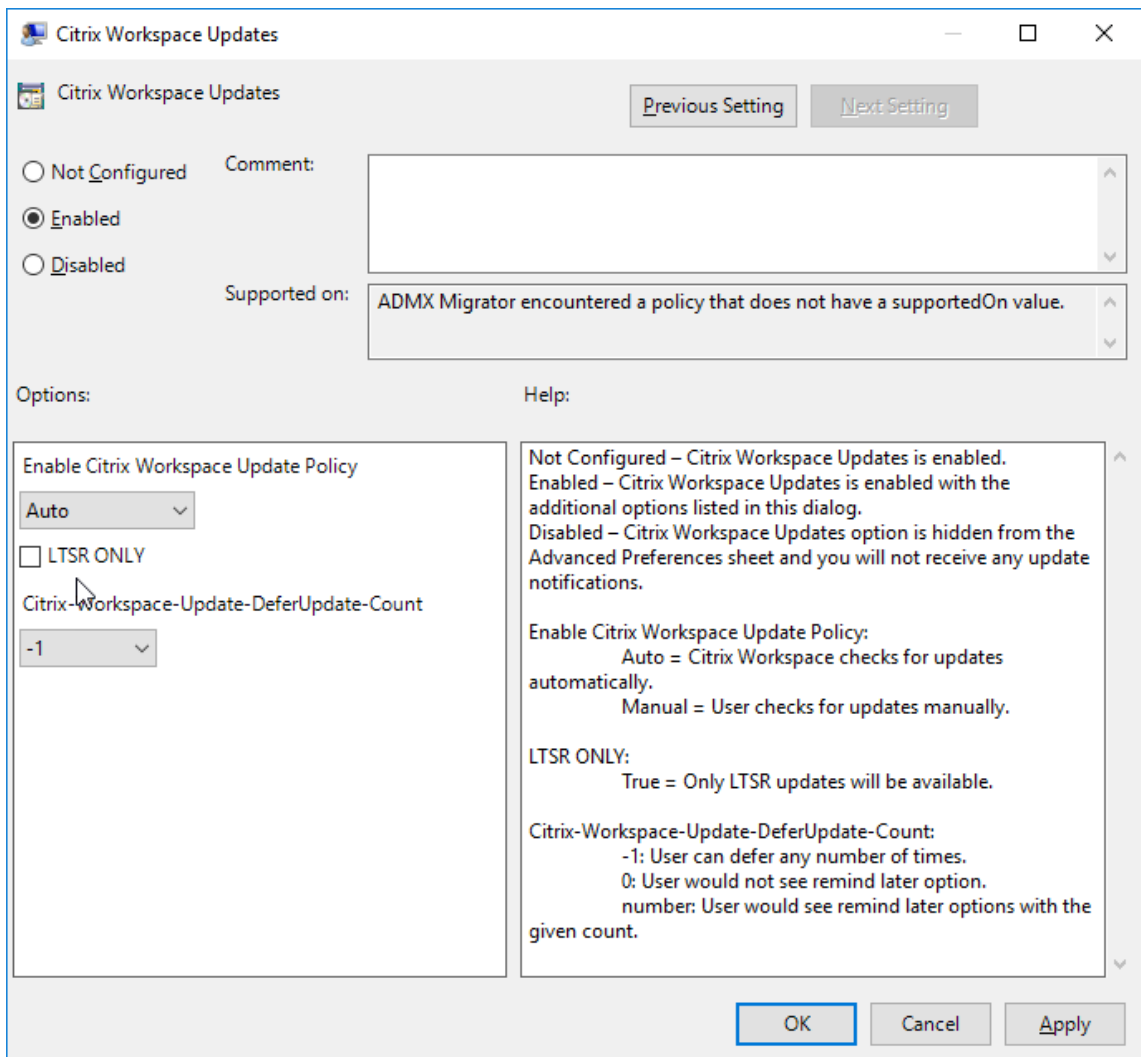 Citrix Workspace Updates
Citrix Workspace Updates
Previous Setting
Next Setting
Not Configured
Comment:
Enabled
Disabled
Supported on:
ADMX Migrator encountered a policy that does not have a supportedOn value.
Options:
Help:
Enable Citrix Workspace Update Policy
Auto
LTSR ONLY
Citrix-Workspace-Update-DeferUpdate-Count
-1
Not Configured – Citrix Workspace Updates is enabled.
Enabled – Citrix Workspace Updates is enabled with the
additional options listed in this dialog.
Disabled – Citrix Workspace Updates option is hidden from the
Advanced Preferences sheet and you will not receive any update
notifications.
Enable Citrix Workspace Update Policy:
Auto = Citrix Workspace checks for updates
automatically.
Manual = User checks for updates manually.
LTSR ONLY:
True = Only LTSR updates will be available.
Citrix-Workspace-Update-DeferUpdate-Count:
-1: User can defer any number of times.
0: User would not see remind later option.
number: User would see remind later options with the
given count.
OK
Cancel
Apply